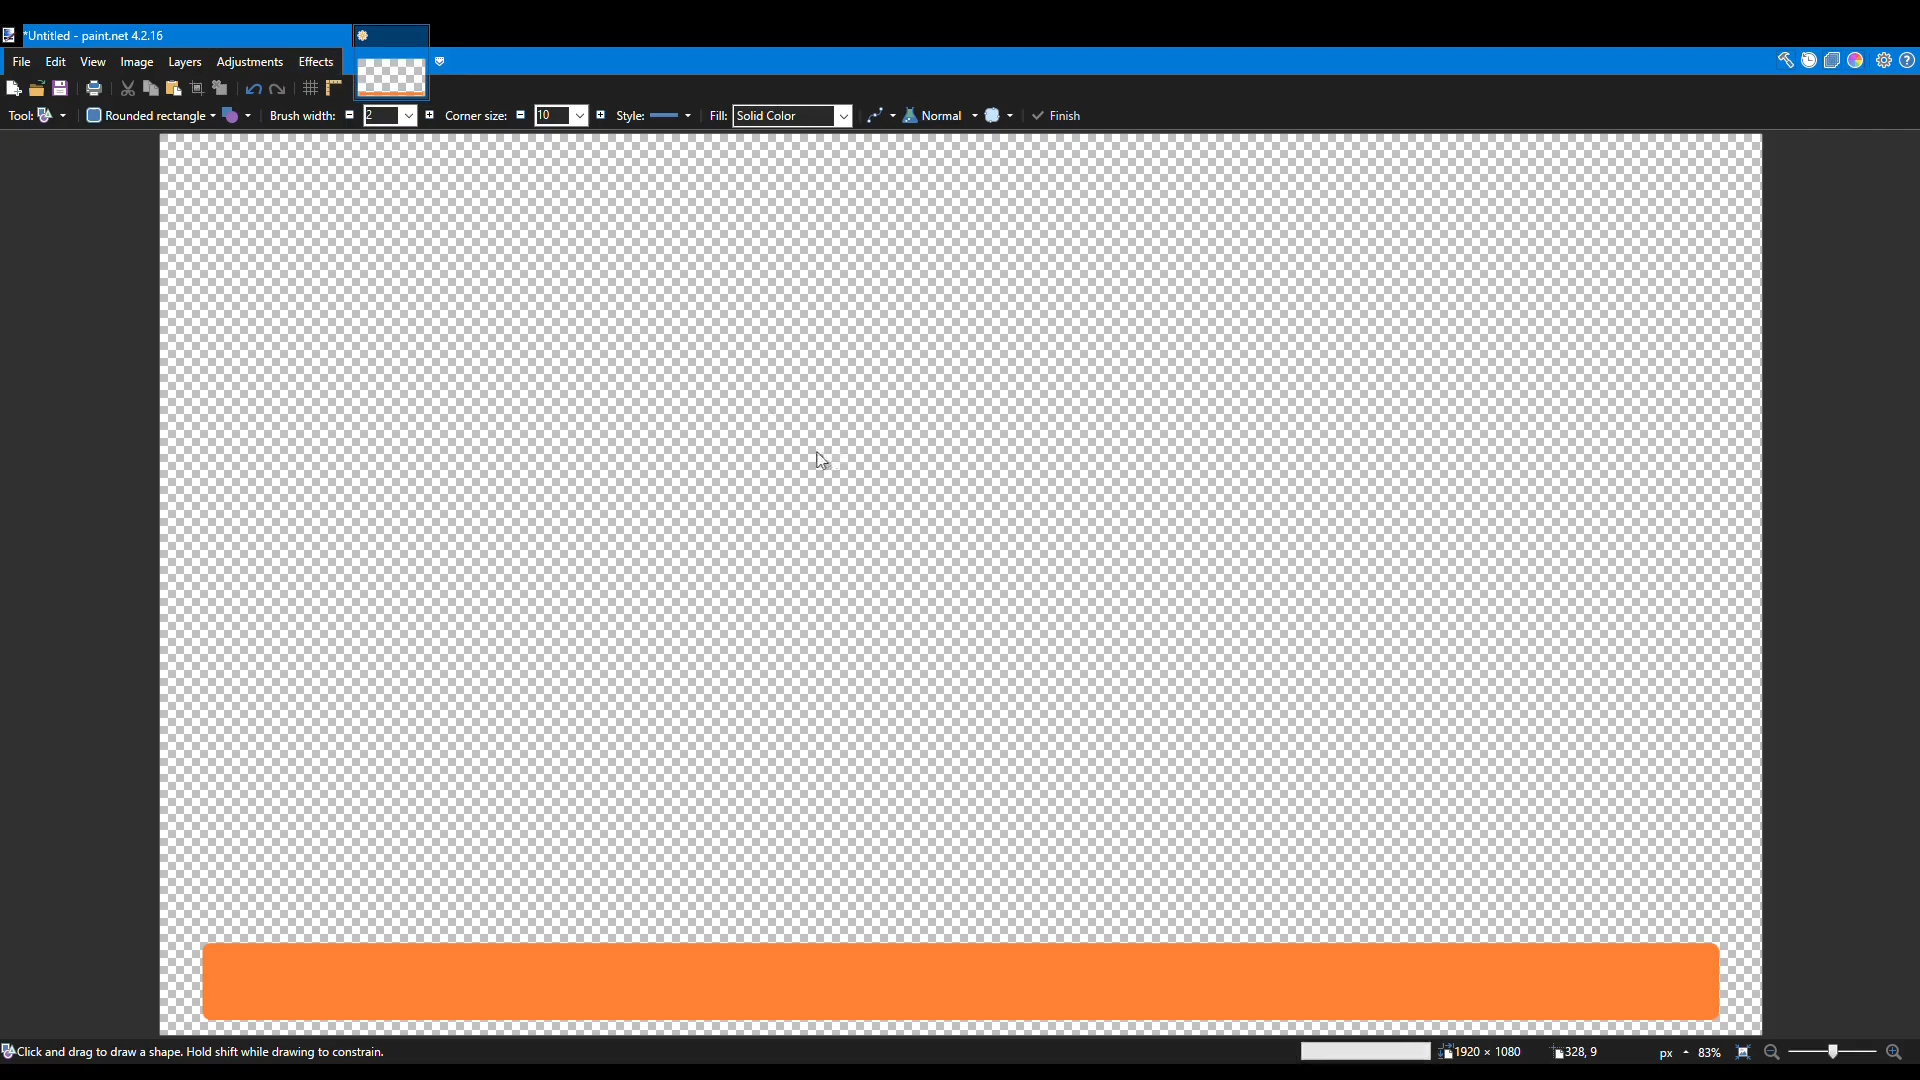 *Untitled - paint.net 4.2.16
File Edit View Image Layers Adjustments Effects
Tool: Rounded rectangle Brush width: 2 Corner size: 10 Style: Fill: Solid Color Normal Finish
Click and drag to draw a shape. Hold shift while drawing to constrain. 1920 × 1080 328, 9 px 83%